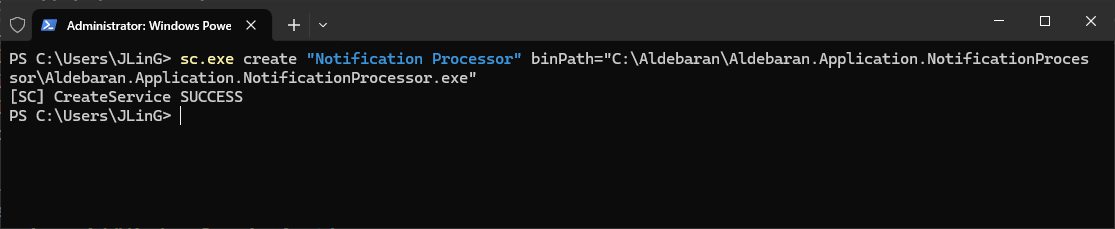 Administrator: Windows Powe
PS C:\Users\JLinG> sc.exe create "Notification Processor" binPath="C:\Aldebaran\Aldebaran.Application.NotificationProces
sor\Aldebaran.Application.NotificationProcessor.exe"
[SC] CreateService SUCCESS
PS C:\Users\JLinG>